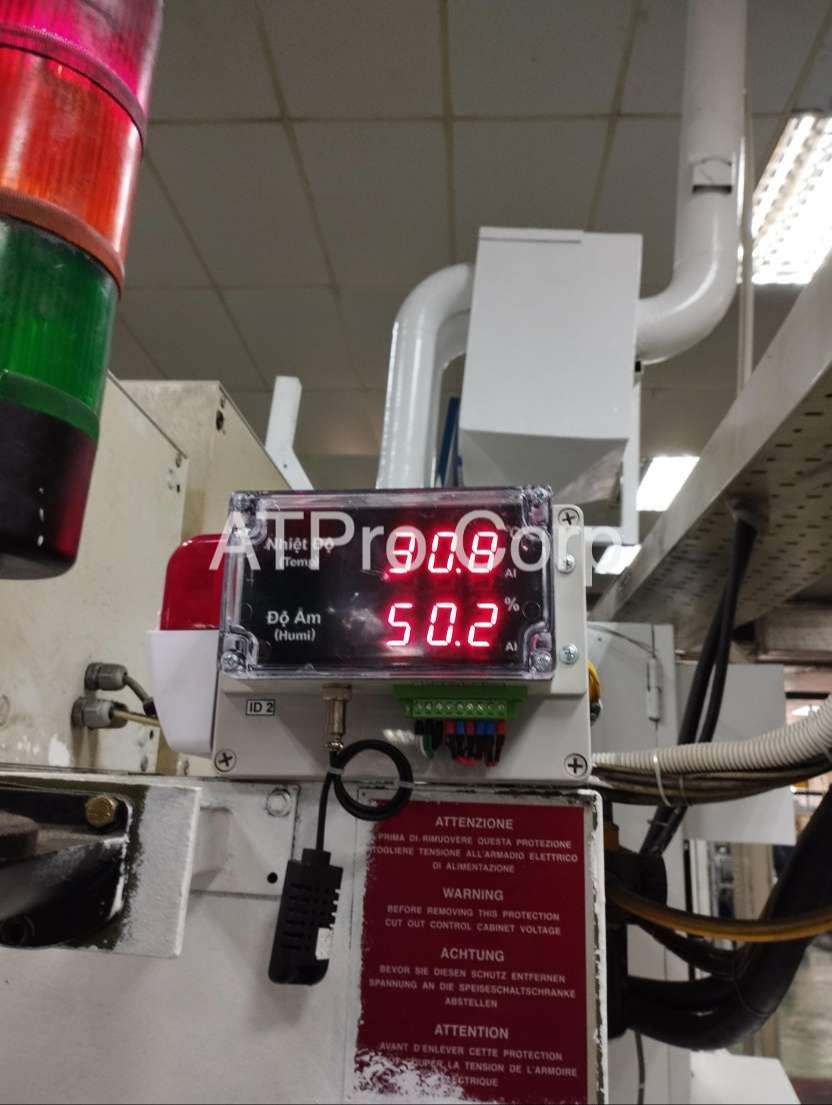 ATPro Corp
Nhiệt Độ
(Temp)
30.8
AI
Độ Ẩm
(Humi)
50.2
%
AI
ID 2
ATTENZIONE
PRIMA DI RIMUOVERE QUESTA PROTEZIONE
TOGLIERE TENSIONE ALL'ARMADIO ELETTRICO
DI ALIMENTAZIONE
WARNING
BEFORE REMOVING THIS PROTECTION
CUT OUT CONTROL CABINET VOLTAGE
ACHTUNG
BEVOR SIE DIESEN SCHUTZ ENTFERNEN
SPANNUNG AN DIE SPEISESCHALTSCHRANKE
ABSTELLEN
ATTENTION
AVANT D'ENLEVER CETTE PROTECTION
COUPER LA TENSION DE L'ARMOIRE